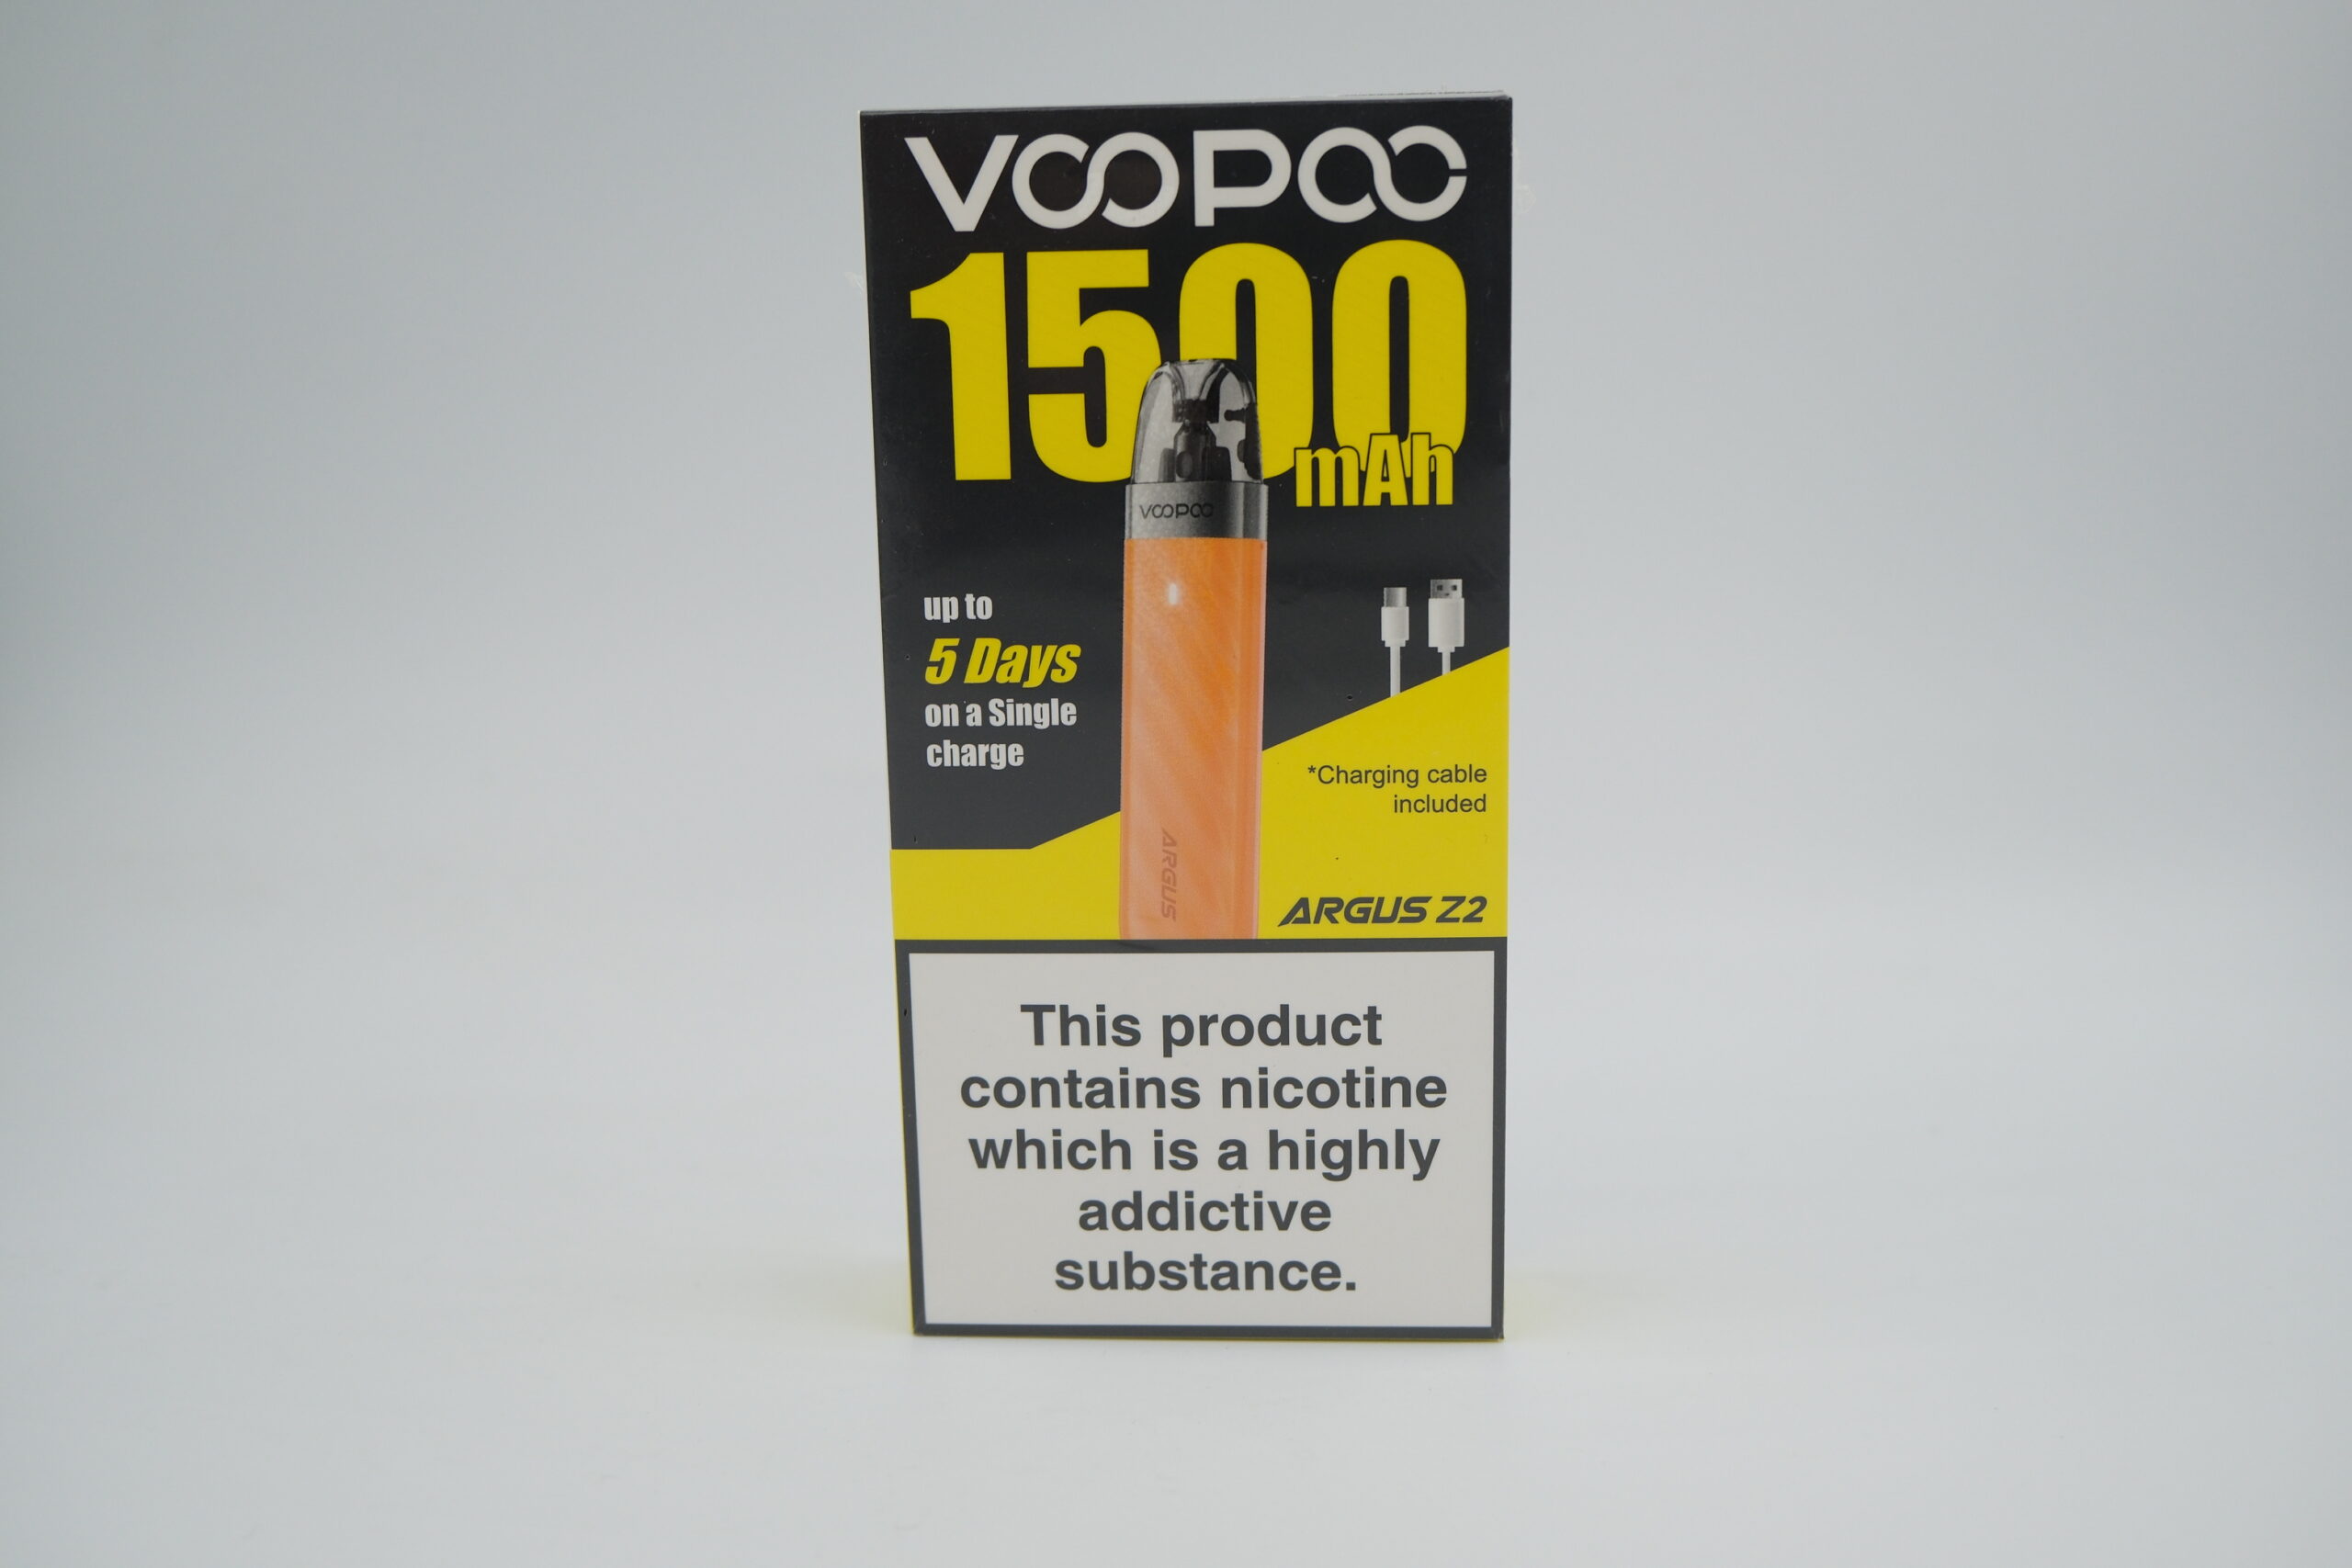 VOOPOO
1500
mAh
VOOPOO
up to
5 Days
on a Single
charge
*Charging cable
included
ARGUS
ARGUS Z2
This product
contains nicotine
which is a highly
addictive
substance.